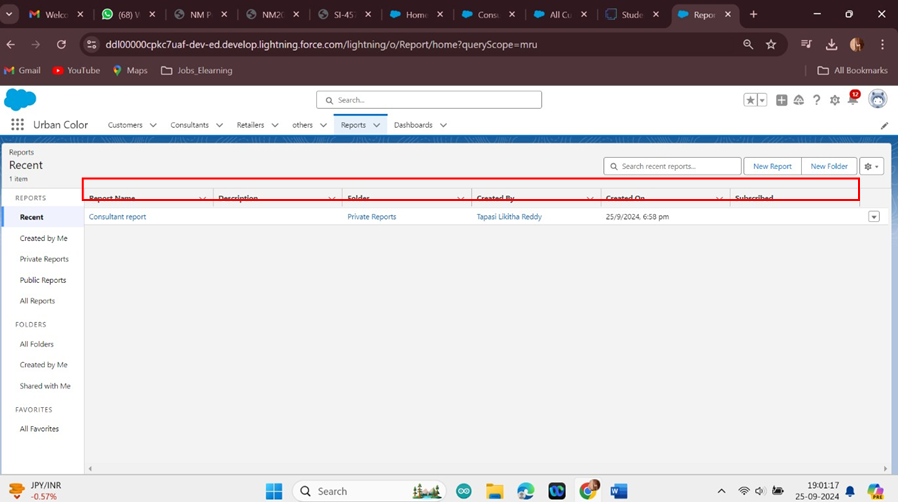 Welco
(68) V
NM P
NM20
SI-457
Home
Consu
All Cu
Stude
Repor
ddl00000cpkc7uaf-dev-ed.develop.lightning.force.com/lightning/o/Report/home?queryScope=mru
Gmail YouTube Maps Jobs_Elearning All Bookmarks
Search...
12
Urban Color Customers Consultants Retailers others Reports Dashboards
Reports
Recent
1 item
Search recent reports...
New Report New Folder
REPORTS
Report Name Description Folder Created By Created On Subscribed
Recent
Consultant report Private Reports Tapasi Likitha Reddy 25/9/2024, 6:58 pm
Created by Me
Private Reports
Public Reports
All Reports
FOLDERS
All Folders
Created by Me
Shared with Me
FAVORITES
All Favorites
JPY/INR
-0.57%
Search
19:01:17
25-09-2024